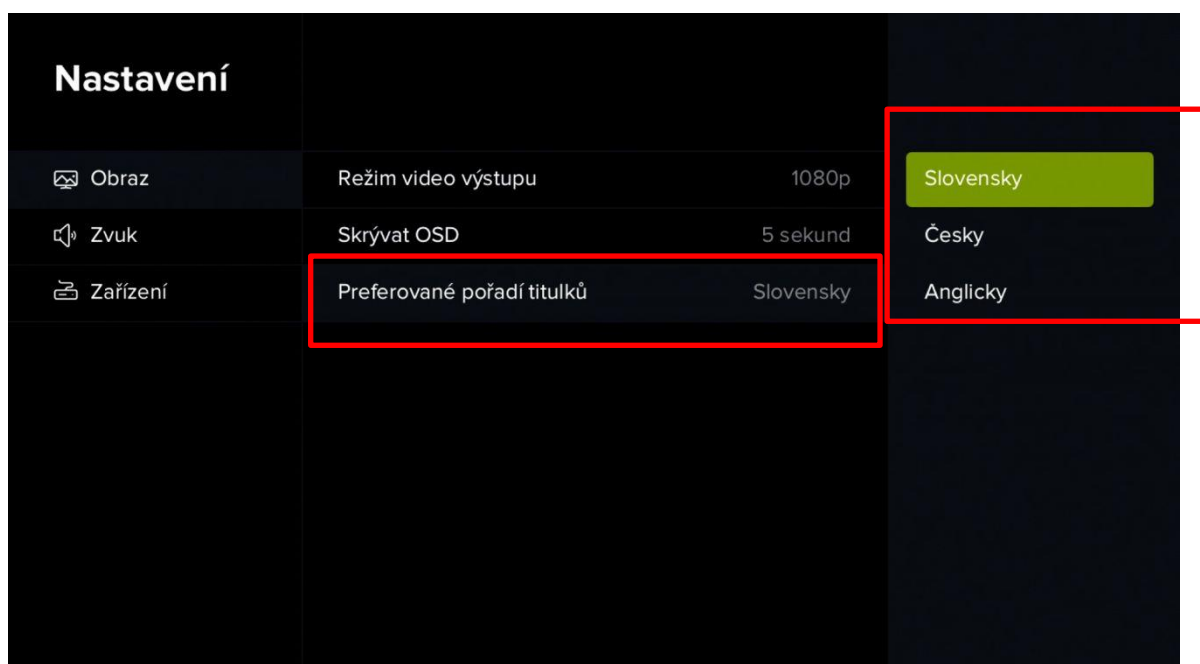 Nastavení
Obraz
Zvuk
Zařízení
Režim video výstupu 1080p
Skrývat OSD 5 sekund
Preferované pořadí titulků Slovensky
Slovensky
Česky
Anglicky